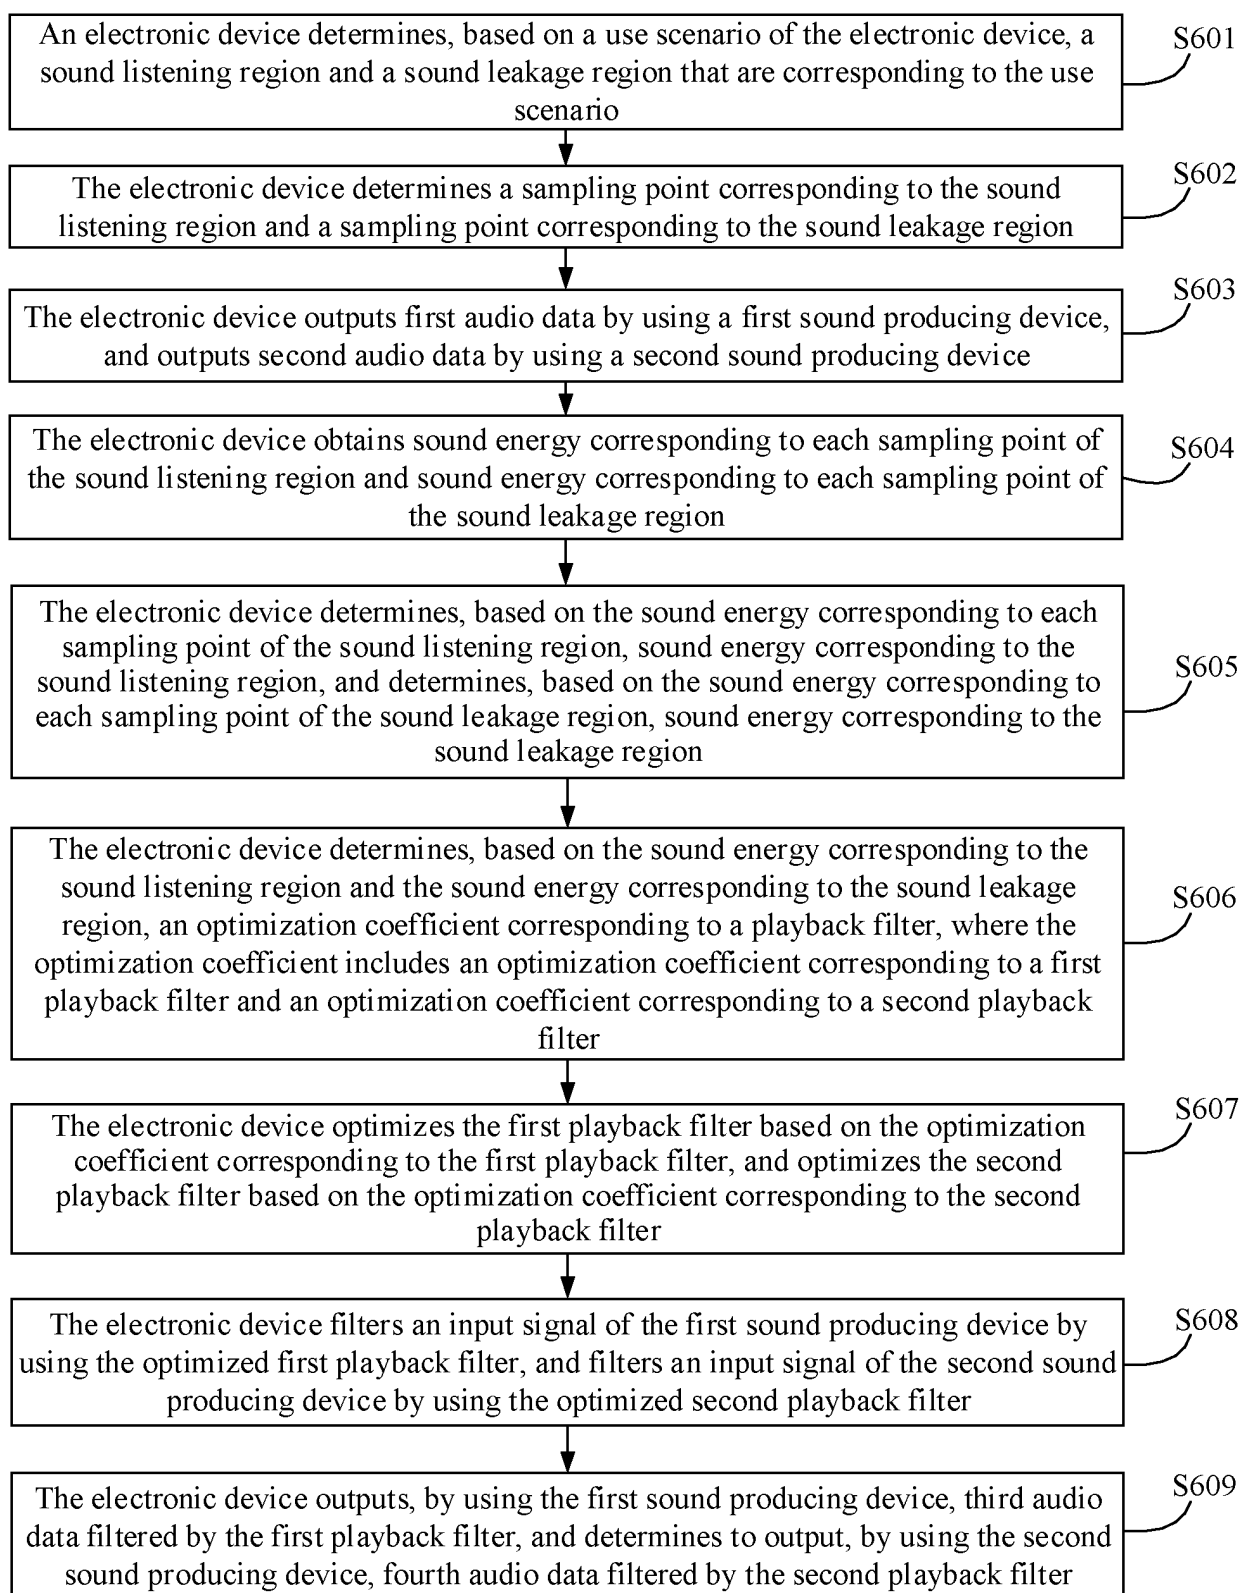 An electronic device determines, based on a use scenario of the electronic device, a
sound listening region and a sound leakage region that are corresponding to the use
scenario
S601
The electronic device determines a sampling point corresponding to the sound
listening region and a sampling point corresponding to the sound leakage region
S602
The electronic device outputs first audio data by using a first sound producing device,
and outputs second audio data by using a second sound producing device
S603
The electronic device obtains sound energy corresponding to each sampling point of
the sound listening region and sound energy corresponding to each sampling point of
the sound leakage region
S604
The electronic device determines, based on the sound energy corresponding to each
sampling point of the sound listening region, sound energy corresponding to the
sound listening region, and determines, based on the sound energy corresponding to
each sampling point of the sound leakage region, sound energy corresponding to the
sound leakage region
S605
The electronic device determines, based on the sound energy corresponding to the
sound listening region and the sound energy corresponding to the sound leakage
region, an optimization coefficient corresponding to a playback filter, where the
optimization coefficient includes an optimization coefficient corresponding to a first
playback filter and an optimization coefficient corresponding to a second playback
filter
S606
The electronic device optimizes the first playback filter based on the optimization
coefficient corresponding to the first playback filter, and optimizes the second
playback filter based on the optimization coefficient corresponding to the second
playback filter
S607
The electronic device filters an input signal of the first sound producing device by
using the optimized first playback filter, and filters an input signal of the second sound
producing device by using the optimized second playback filter
S608
The electronic device outputs, by using the first sound producing device, third audio
data filtered by the first playback filter, and determines to output, by using the second
sound producing device, fourth audio data filtered by the second playback filter
S609